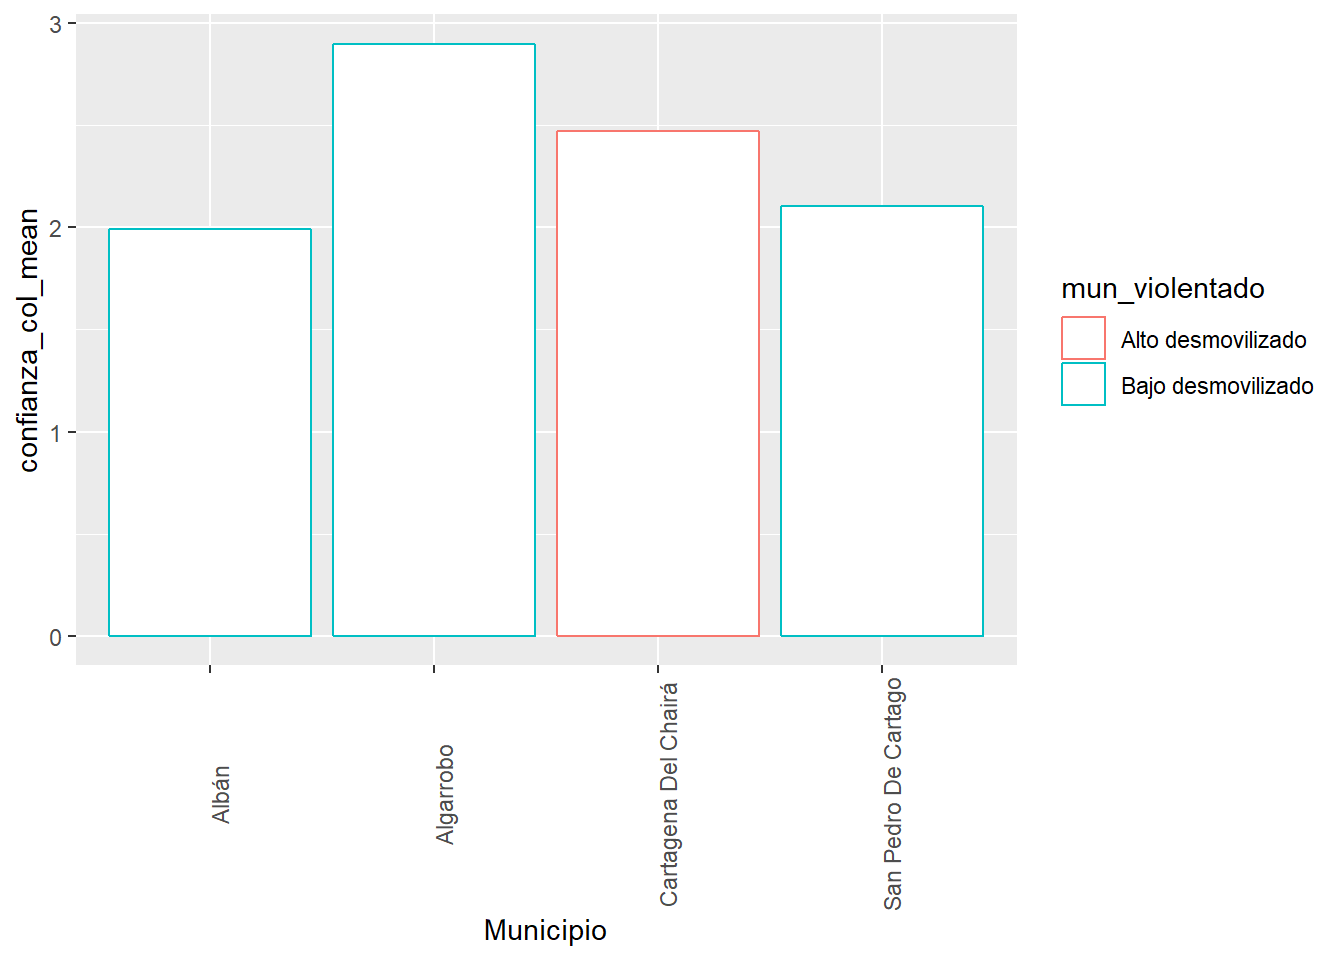 confianza_col_mean
3
2
1
0
Albán
Algarrobo
Cartagena Del Chairá
San Pedro De Cartago
Municipio
mun_violentado
Alto desmovilizado
Bajo desmovilizado